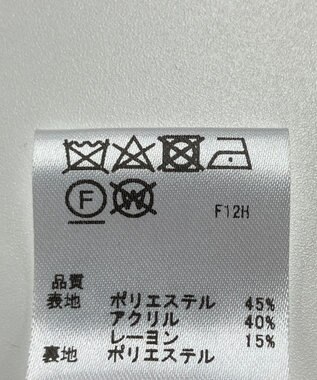 F W
F12H
品質
表地 ポリエステル 45%
アクリル 40%
レーヨン 15%
裏地 ポリエステル